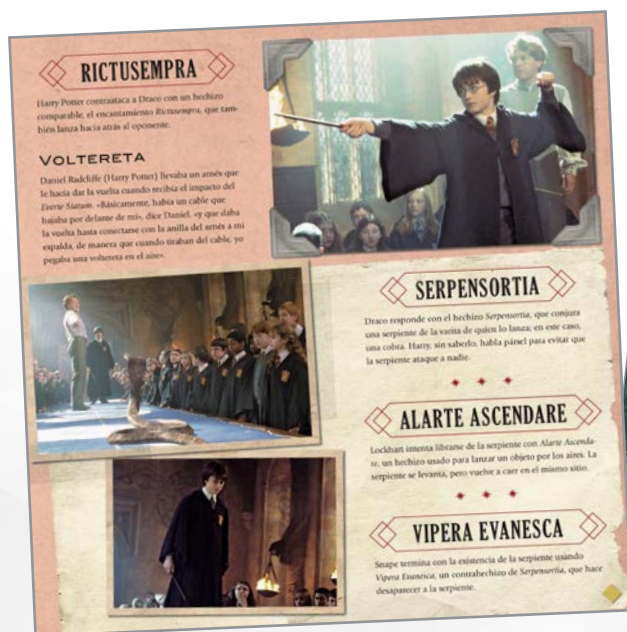 RICTUSEMPRA
Harry Potter contraataca a Draco con un hechizo
comparable, el encantamiento Rictusempra, que tam-
bién lanza hacia atrás al oponente.
VOLTERETA
Daniel Radcliffe (Harry Potter) llevaba un arnés que
le hacía dar la vuelta cuando recibía el impacto del
Everte Statum. «Básicamente, había un cable que
bajaba por delante de mí», dice Daniel, «y que daba
la vuelta hasta conectarse con la anilla del arnés a mi
espalda, de manera que cuando tiraban del cable, yo
pegaba una voltereta en el aire».
SERPENSORTIA
Draco responde con el hechizo Serpensortia, que conjura
una serpiente de la varita de quien lo lanza; en este caso,
una cobra. Harry, sin saberlo, habla pársel para evitar que
la serpiente ataque a nadie.
ALARTE ASCENDARE
Lockhart intenta librarse de la serpiente con Alarte Ascenda-
re, un hechizo usado para lanzar un objeto por los aires. La
serpiente se levanta, pero vuelve a caer en el mismo sitio.
VIPERA EVANESCA
Snape termina con la existencia de la serpiente usando
Vipera Evanesca, un contrahechizo de Serpensortia, que hace
desaparecer a la serpiente.